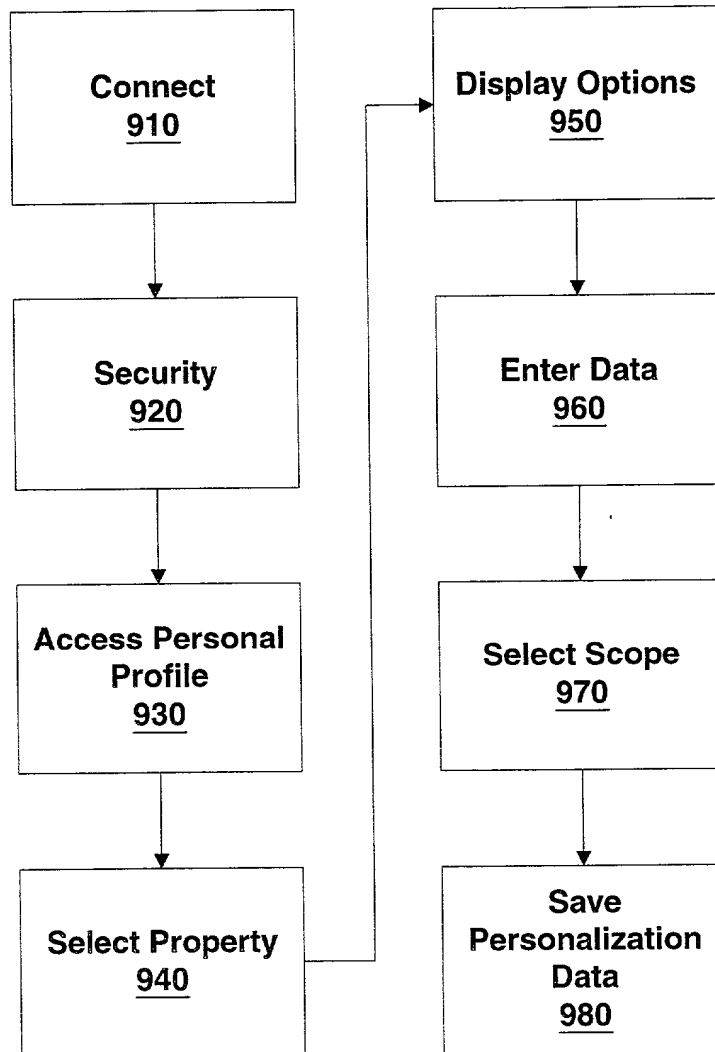 Connect
910
Security
920
Access Personal
Profile
930
Select Property
940
Display Options
950
Enter Data
960
Select Scope
970
Save
Personalization
Data
980